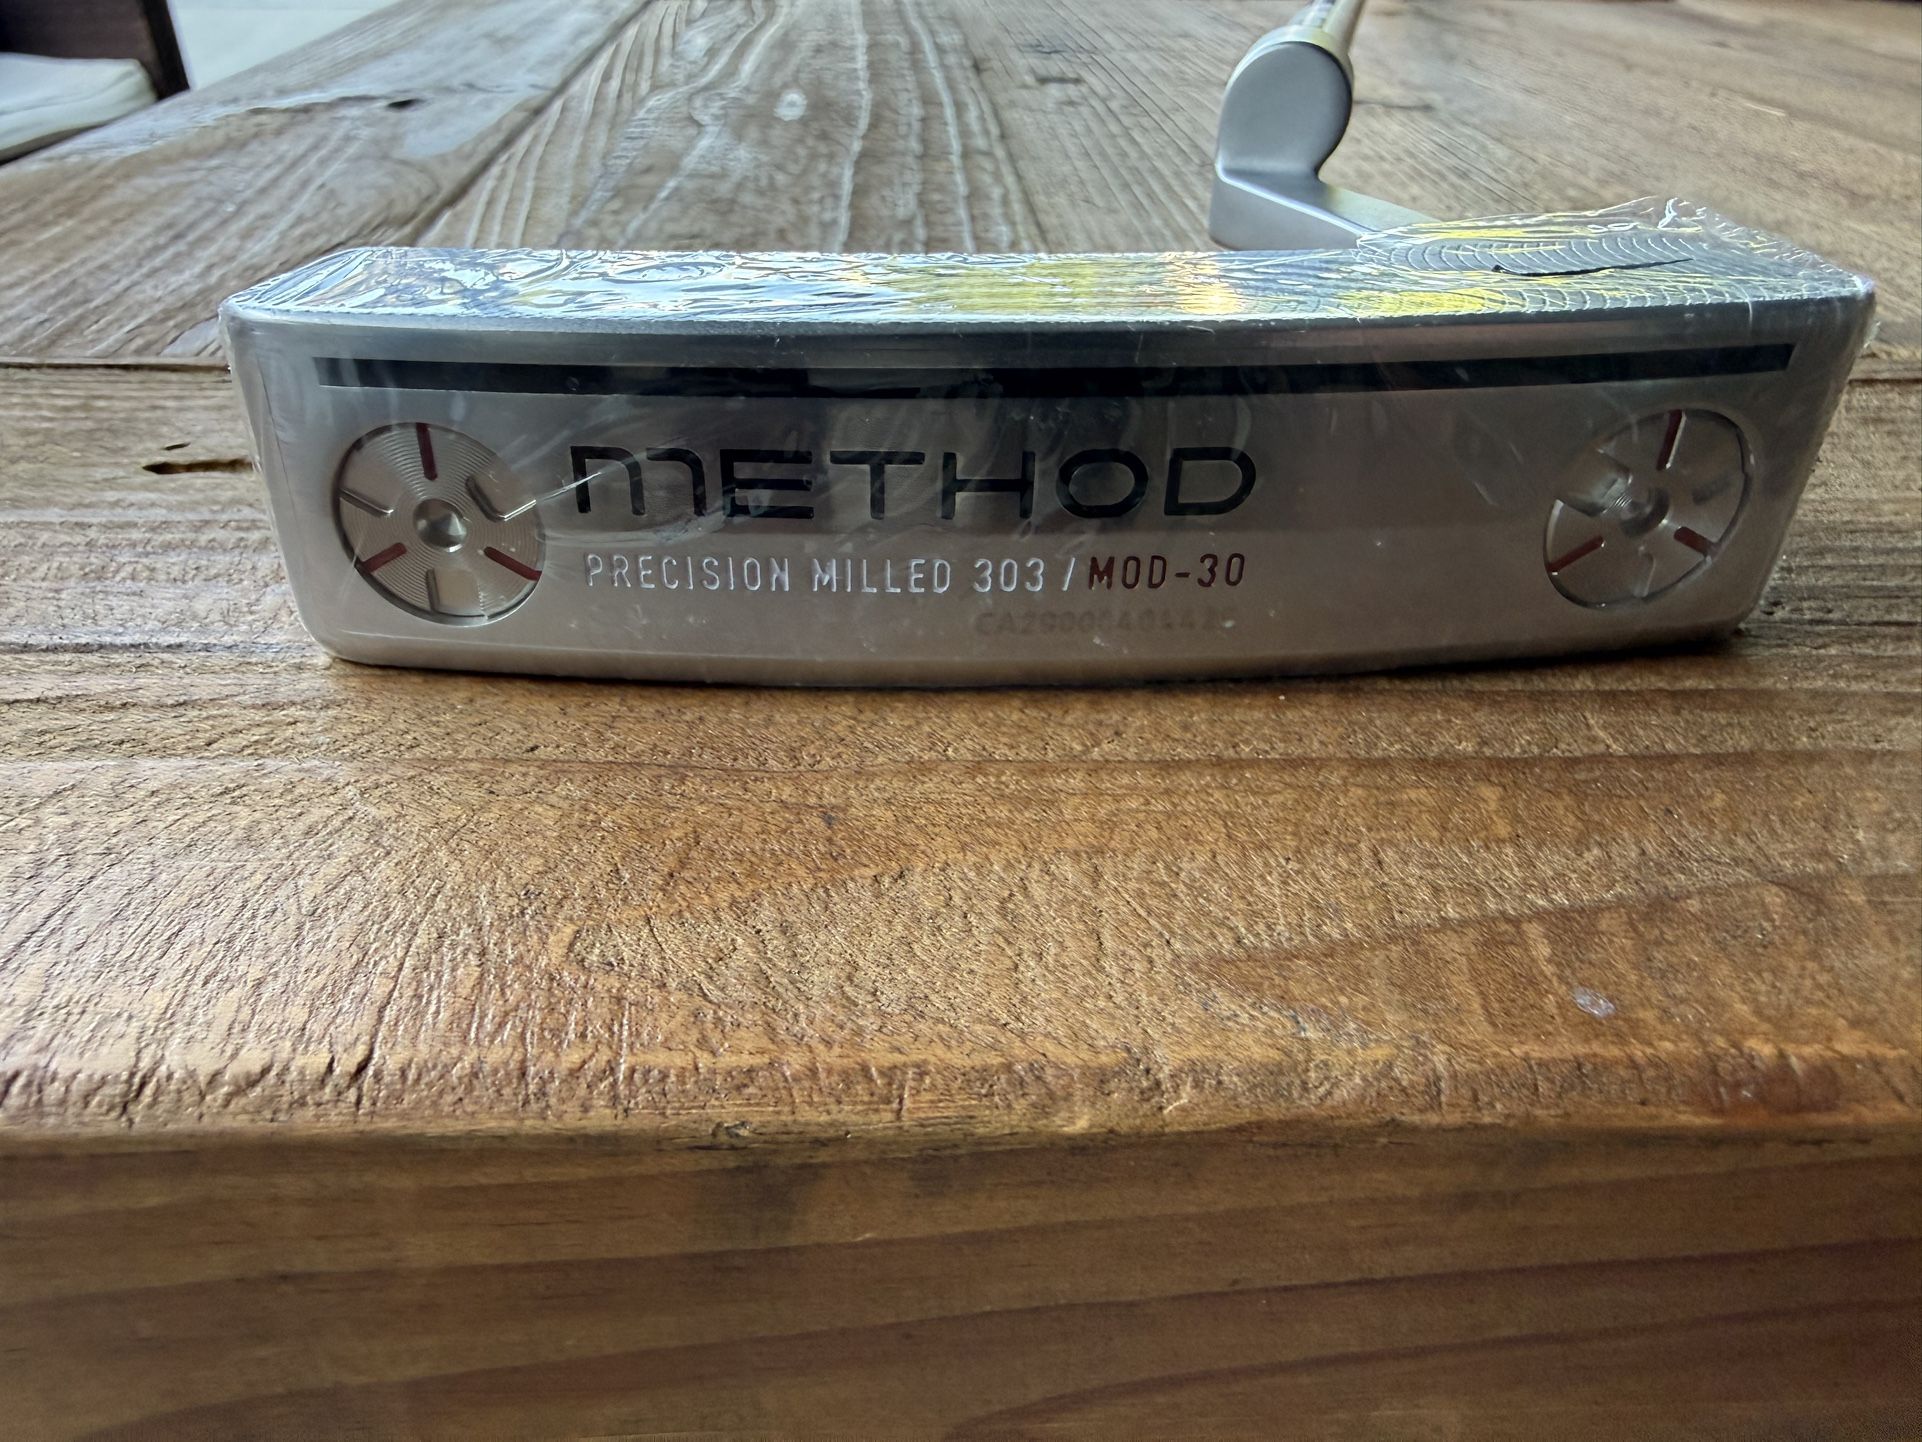 METHOD
PRECISION MILLED 303 / MOD-30